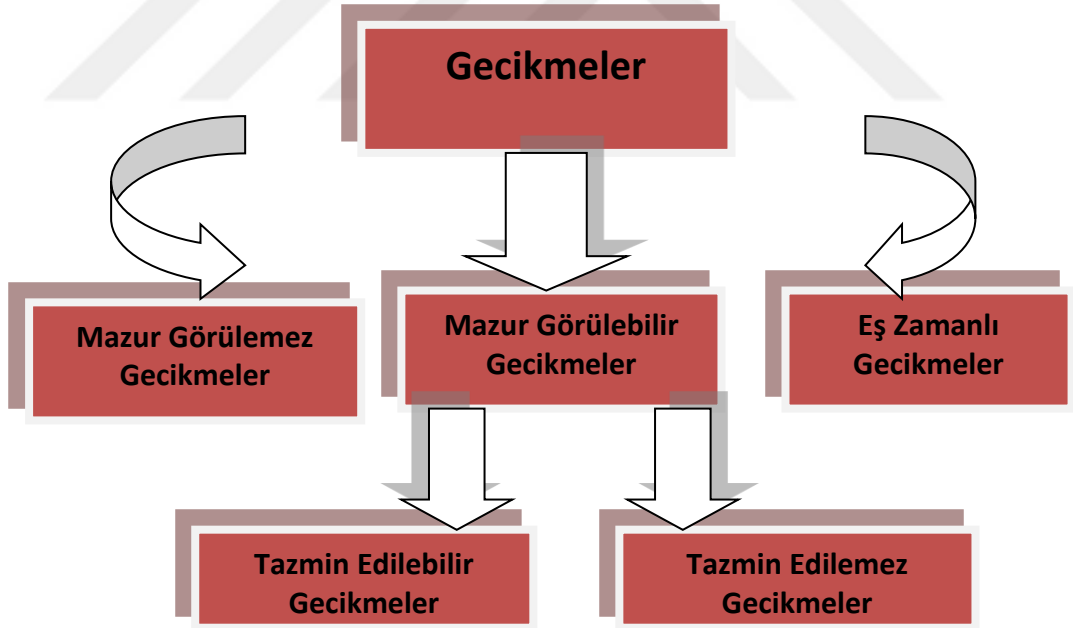 Gecikmeler
Mazur Görülemez
Gecikmeler
Mazur Görülebilir
Gecikmeler
Eş Zamanlı
Gecikmeler
Tazmin Edilebilir
Gecikmeler
Tazmin Edilemez
Gecikmeler